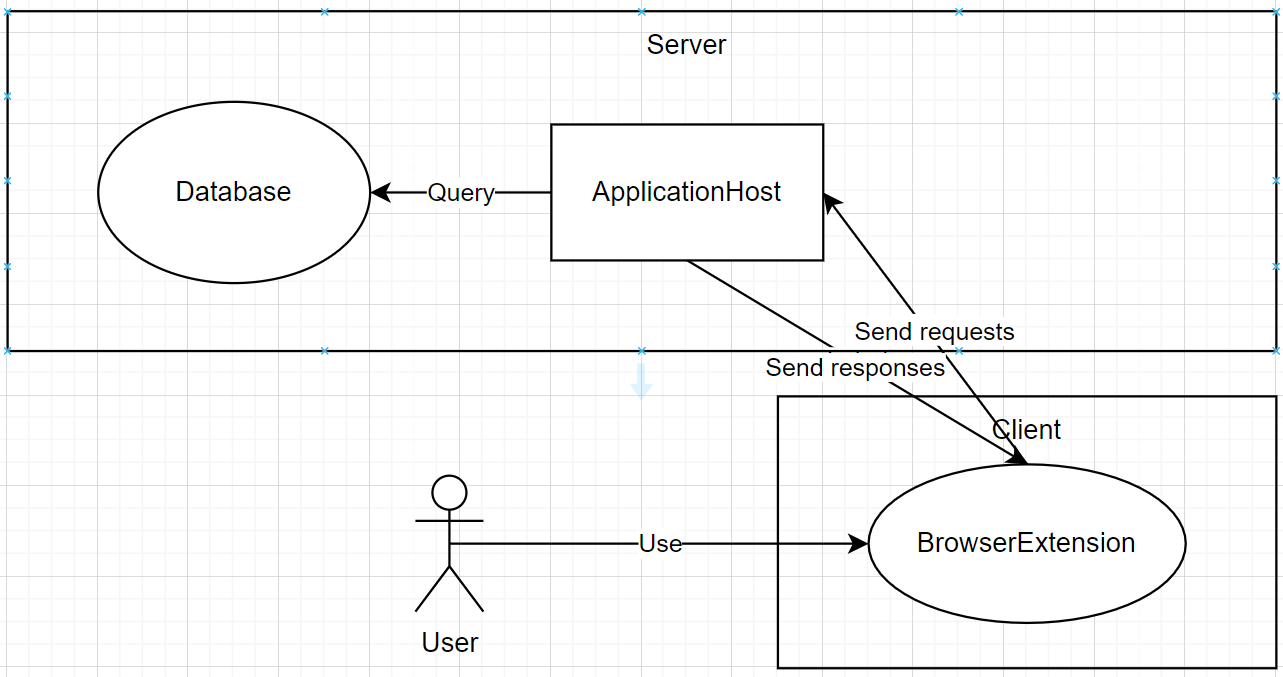 Server
Database
Query
ApplicationHost
Send requests
Send responses
Client
Use
BrowserExtension
User